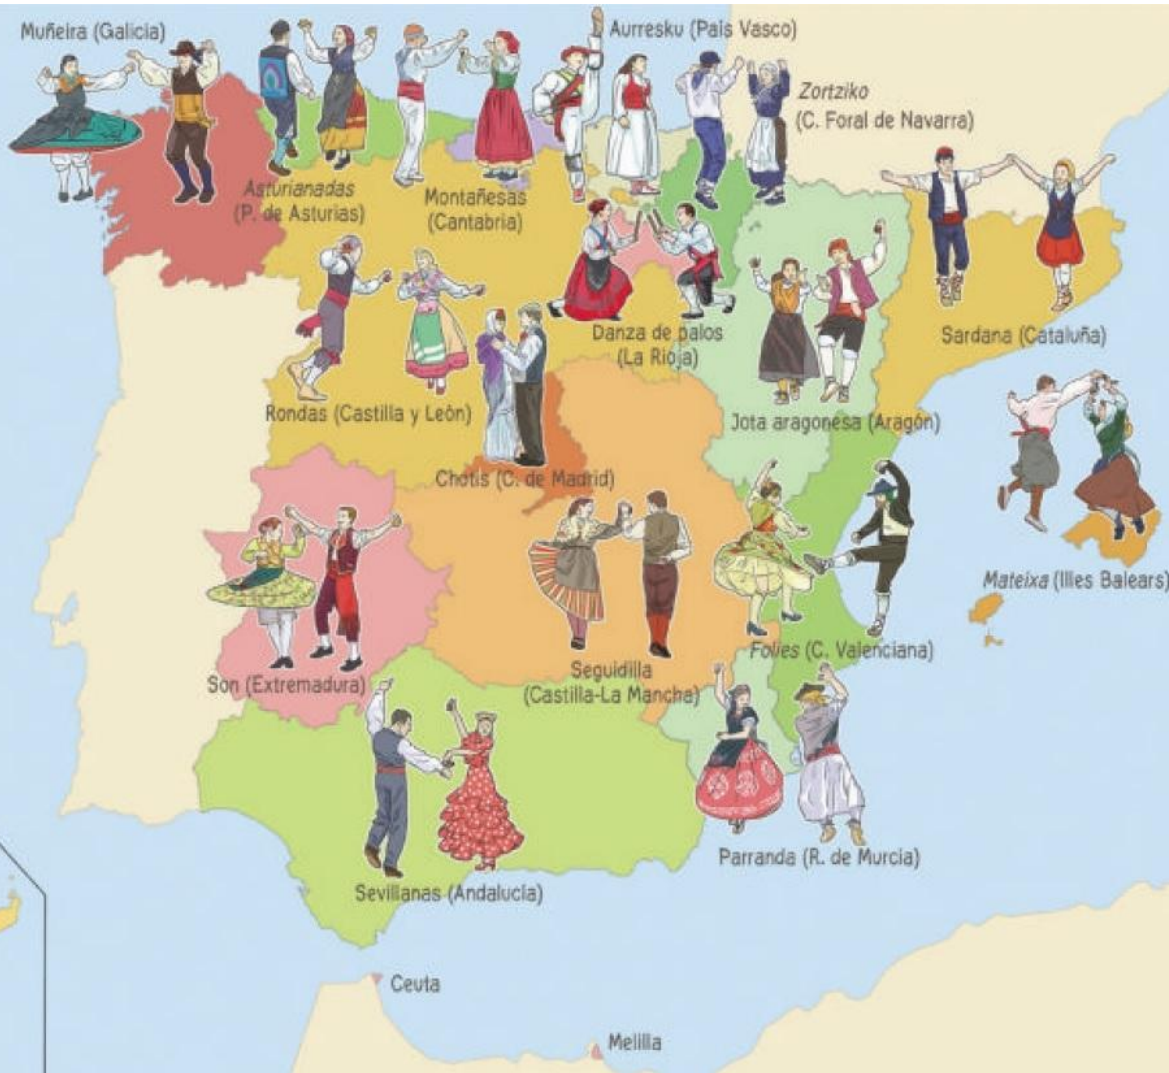 Muñeira (Galicia)
Aurresku (País Vasco)
Zortziko
(C. Foral de Navarra)
Asturianadas
(P. de Asturias)
Montañesas
(Cantabria)
Danza de palos
(La Rioja)
Sardana (Cataluña)
Rondas (Castilla y León)
Jota aragonesa (Aragón)
Chotis (C. de Madrid)
Mateixa (Illes Balears)
Folíes (C. Valenciana)
Seguidilla
(Castilla-La Mancha)
Son (Extremadura)
Parranda (R. de Murcia)
Sevillanas (Andalucía)
Ceuta
Melilla